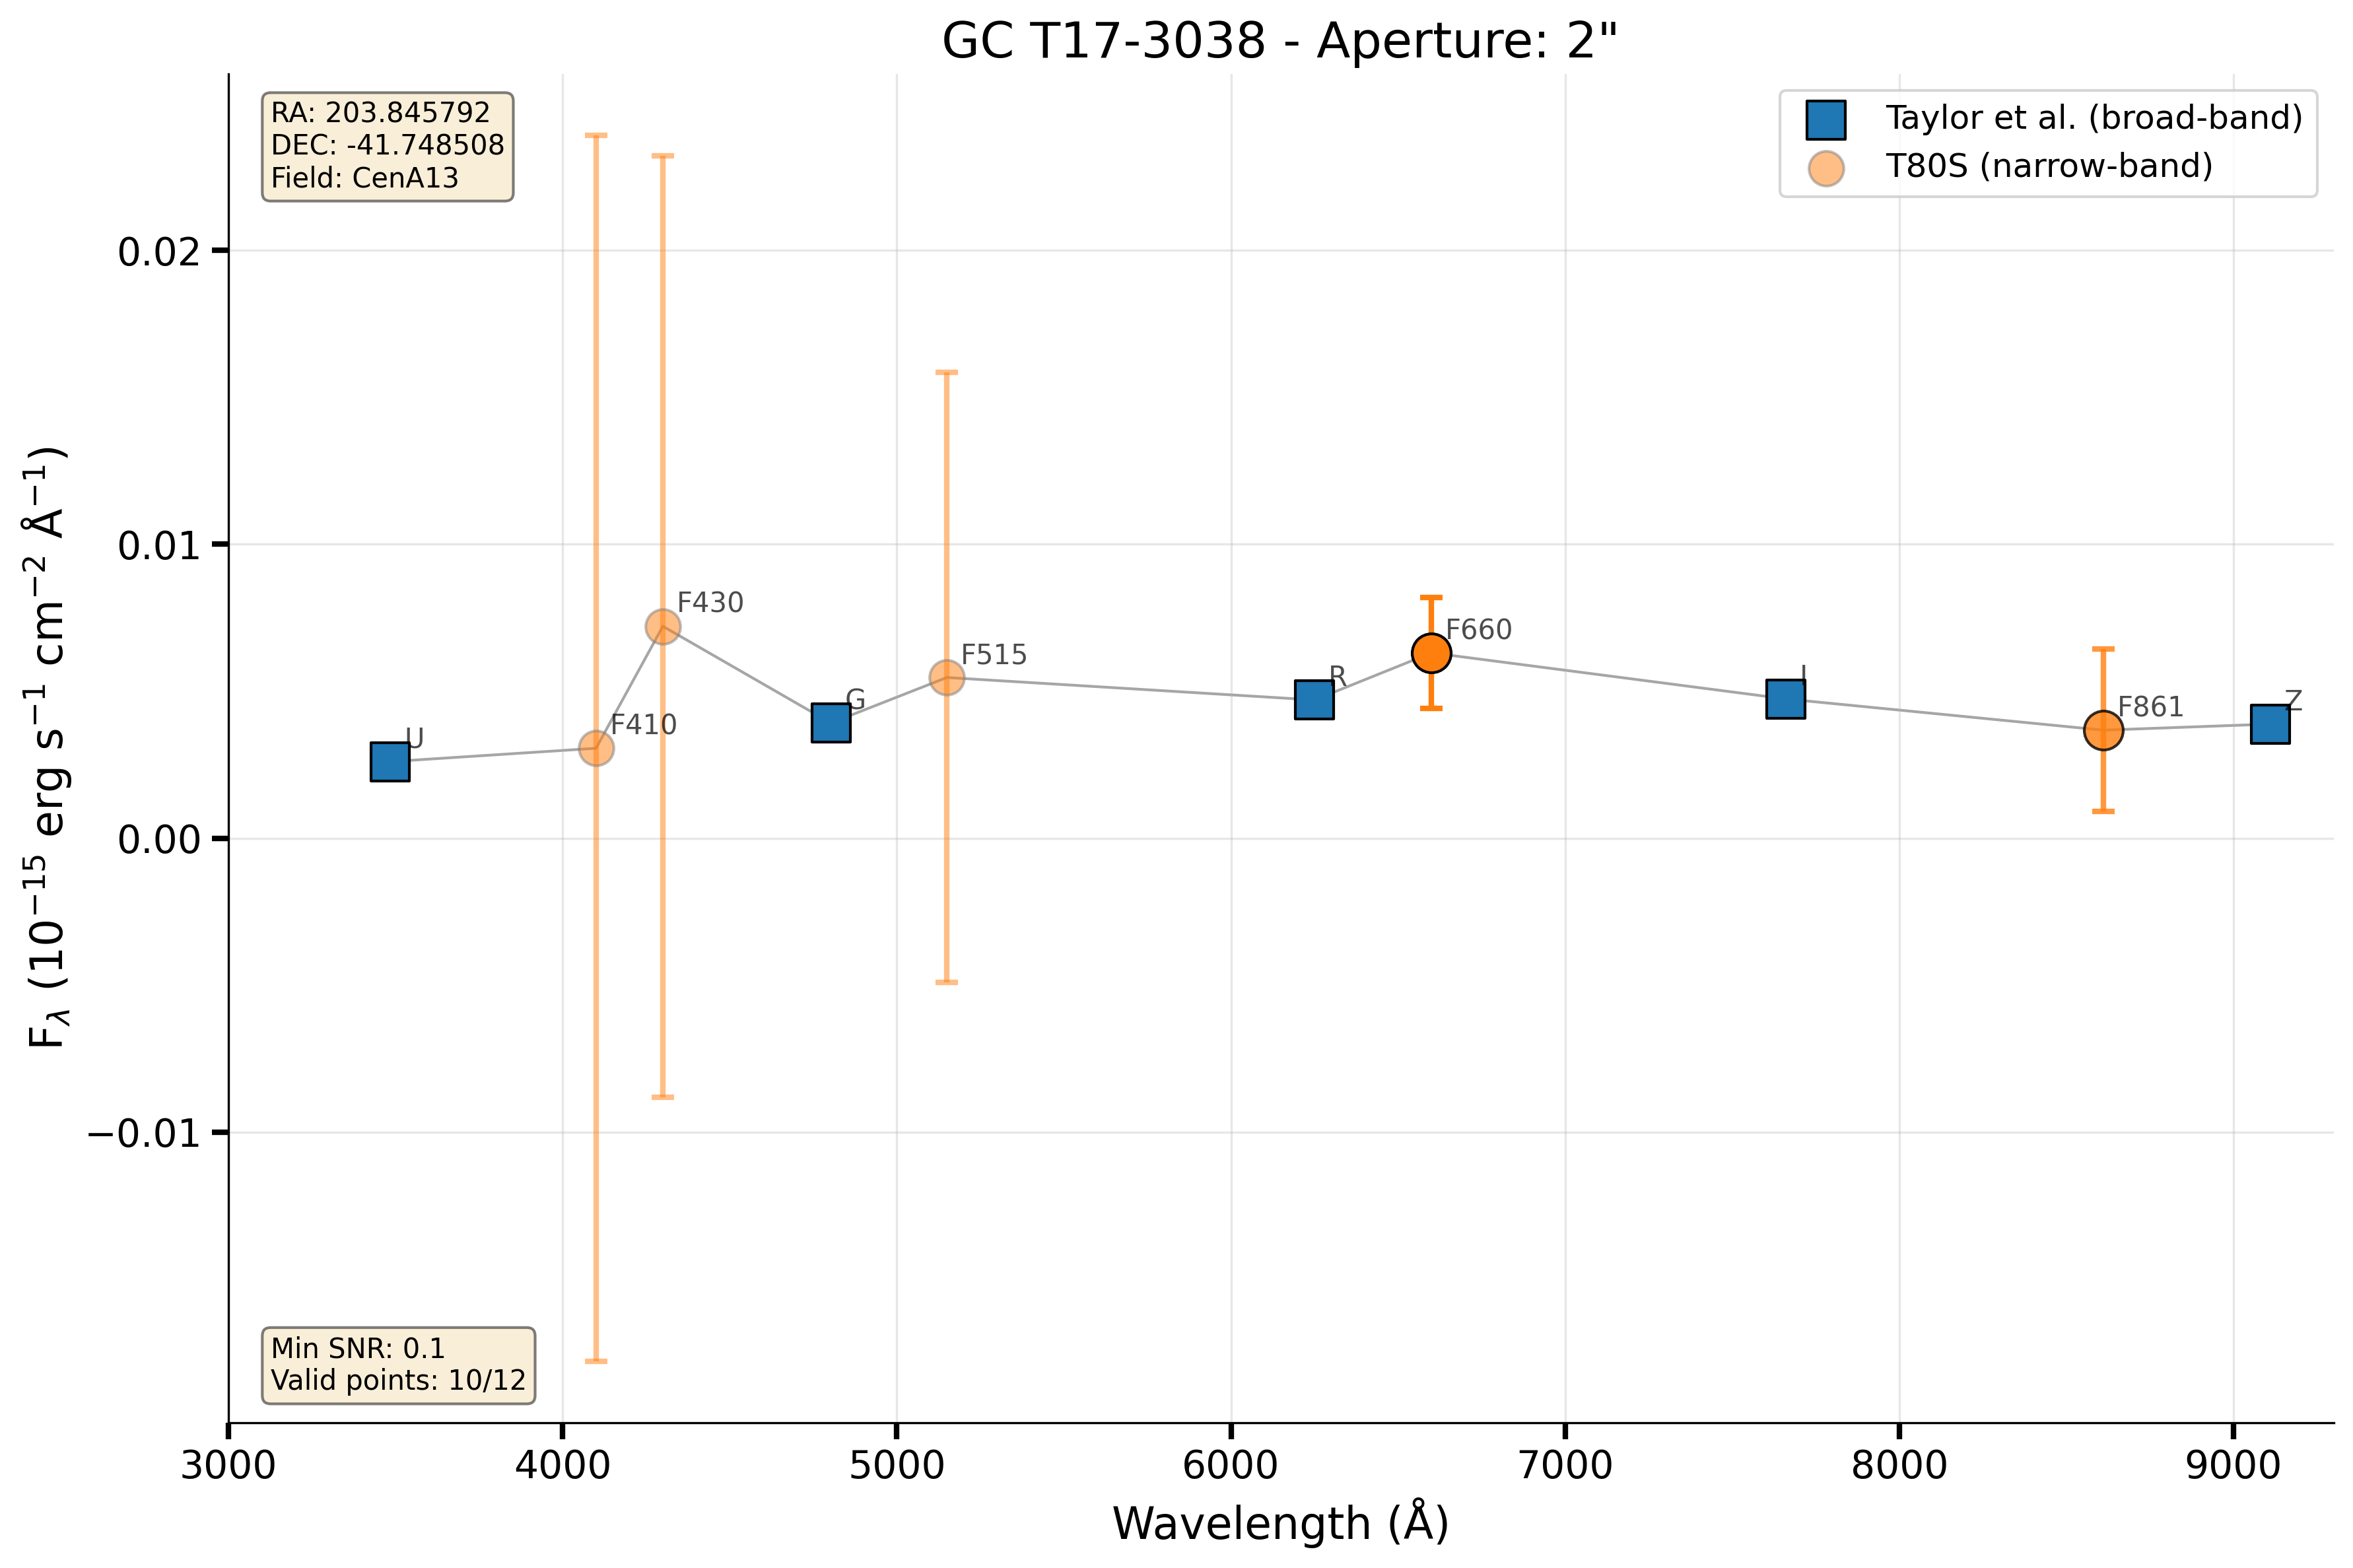 GC T17-3038 - Aperture: 2"
RA: 203.845792
DEC: -41.748508
Field: CenA13
Taylor et al. (broad-band)
T80S (narrow-band)
0.02
0.01
0.00
−0.01
F430
F515
F660
R
I
G
F410
U
F861
Z
Min SNR: 0.1
Valid points: 10/12
3000
4000
5000
6000
7000
8000
9000
Wavelength (Å)
Fλ (10⁻¹⁵ erg s⁻¹ cm⁻² Å⁻¹)